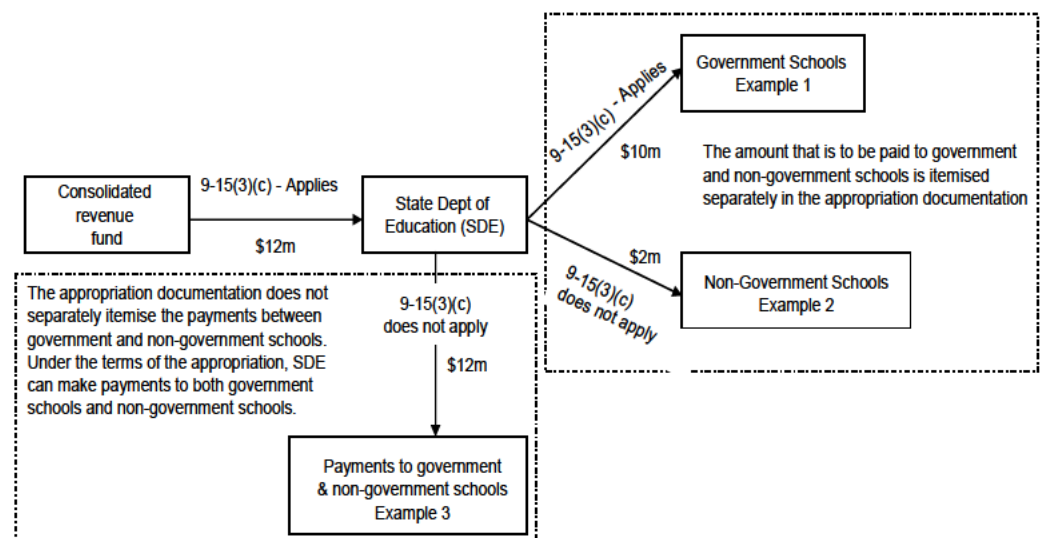 Consolidated
revenue
fund
9-15(3)(c) - Applies
$12m
State Dept of
Education (SDE)
9-15(3)(c) - Applies
$10m
Government Schools
Example 1
The amount that is to be paid to government
and non-government schools is itemised
separately in the appropriation documentation
$2m
9-15(3)(c)
does not apply
Non-Government Schools
Example 2
The appropriation documentation does not
separately itemise the payments between
government and non-government schools.
Under the terms of the appropriation, SDE
can make payments to both government
schools and non-government schools.
9-15(3)(c)
does not apply
$12m
Payments to government
& non-government schools
Example 3